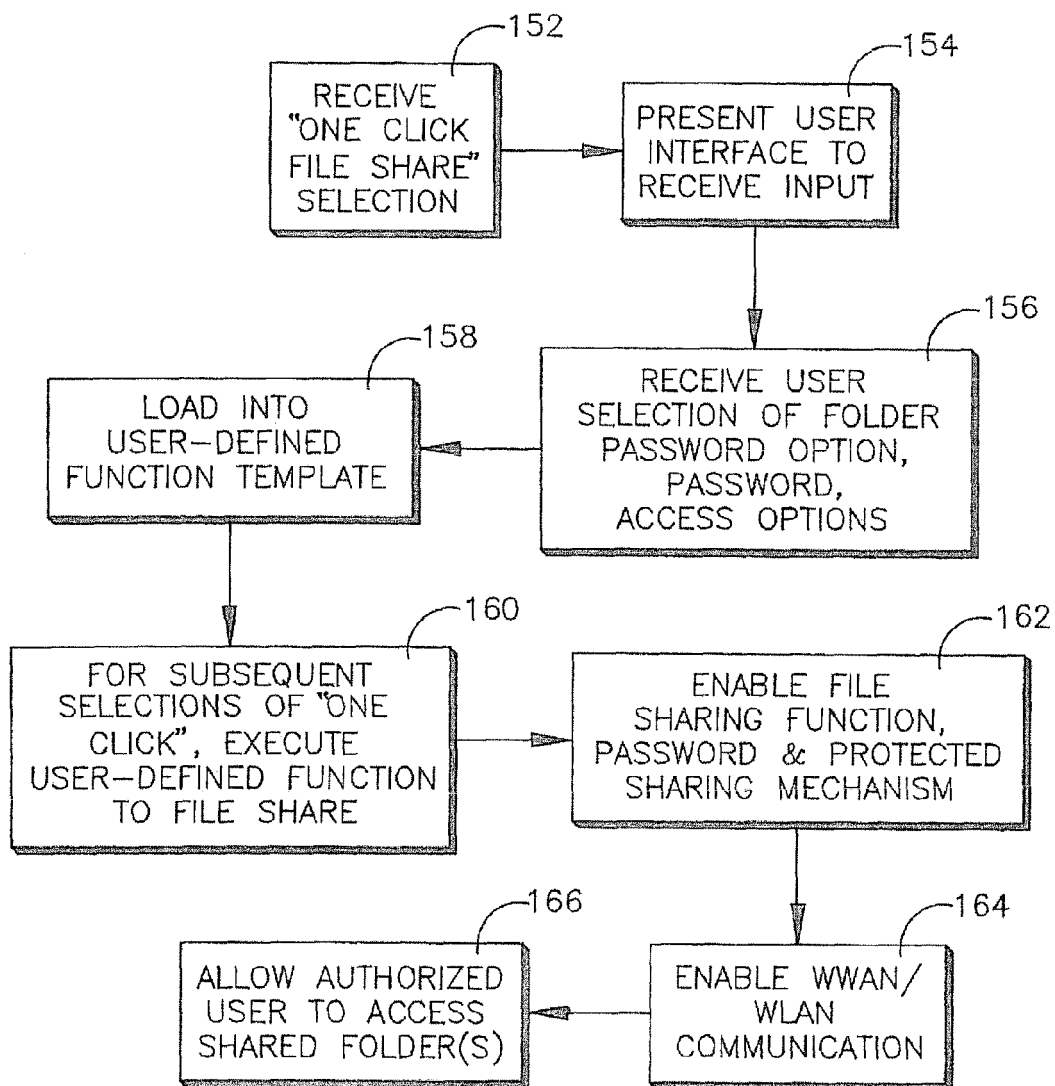 152
RECEIVE
"ONE CLICK
FILE SHARE"
SELECTION
154
PRESENT USER
INTERFACE TO
RECEIVE INPUT
156
RECEIVE USER
SELECTION OF FOLDER
PASSWORD OPTION,
PASSWORD,
ACCESS OPTIONS
158
LOAD INTO
USER-DEFINED
FUNCTION TEMPLATE
160
FOR SUBSEQUENT
SELECTIONS OF "ONE
CLICK", EXECUTE
USER-DEFINED FUNCTION
TO FILE SHARE
162
ENABLE FILE
SHARING FUNCTION,
PASSWORD & PROTECTED
SHARING MECHANISM
164
ENABLE WWAN/
WLAN
COMMUNICATION
166
ALLOW AUTHORIZED
USER TO ACCESS
SHARED FOLDER(S)